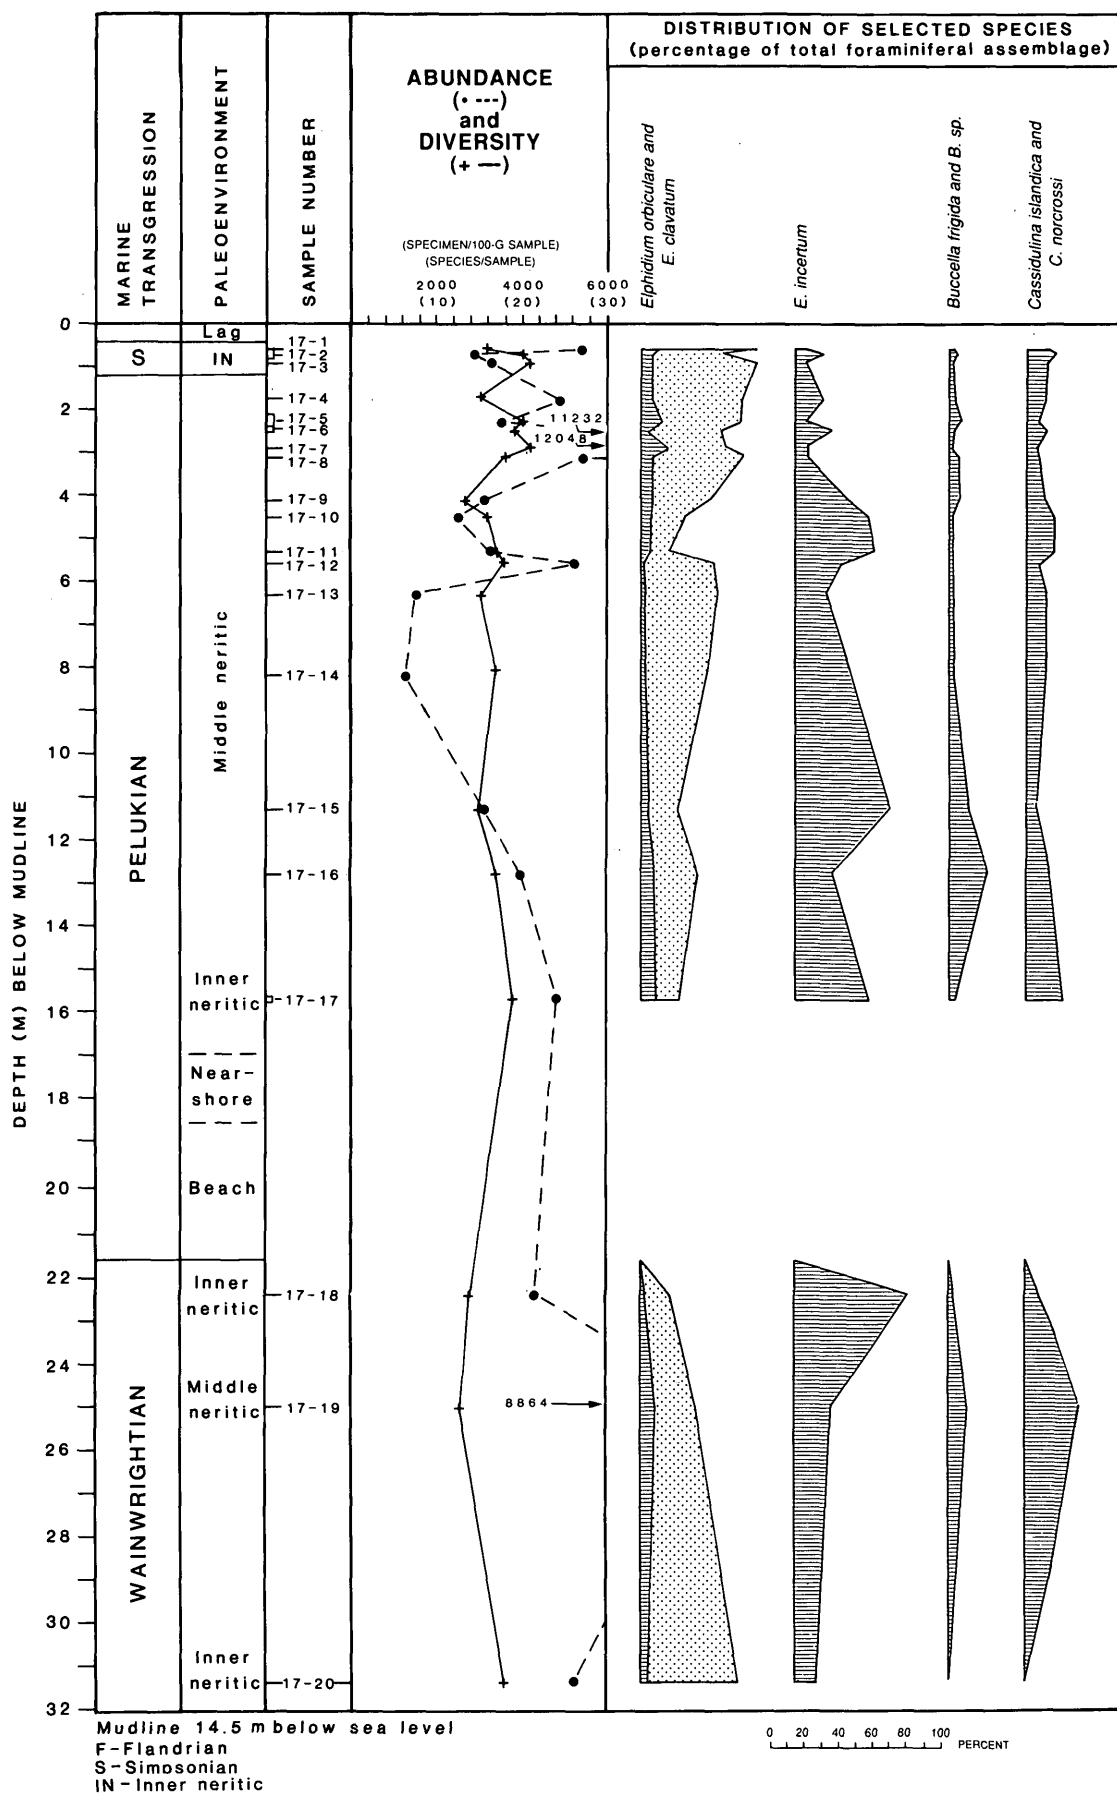 DISTRIBUTION OF SELECTED SPECIES
(percentage of total foraminiferal assemblage)
MARINE
TRANSGRESSION
PALEOENVIRONMENT
SAMPLE NUMBER
ABUNDANCE
(• ---)
and
DIVERSITY
(+ —)
(SPECIMEN/100-G SAMPLE)
(SPECIES/SAMPLE)
2000 4000 6000
(10) (20) (30)
Elphidium orbiculare and
E. clavatum
E. incertum
Buccella frigida and B. sp.
Cassidulina islandica and
C. norcrossi
DEPTH (M) BELOW MUDLINE
0
2
4
6
8
10
12
14
16
18
20
22
24
26
28
30
32
S
PELUKIAN
WAINWRIGHTIAN
Lag
IN
Middle neritic
Inner
neritic
Near-
shore
Beach
Inner
neritic
Middle
neritic
Inner
neritic
17-1
17-2
17-3
17-4
17-5
17-6
17-7
17-8
17-9
17-10
17-11
17-12
17-13
17-14
17-15
17-16
17-17
17-18
17-19
17-20
11232
12048
8864
0 20 40 60 80 100
PERCENT
Mudline 14.5 m below sea level
F-Flandrian
S-Simpsonian
IN-Inner neritic